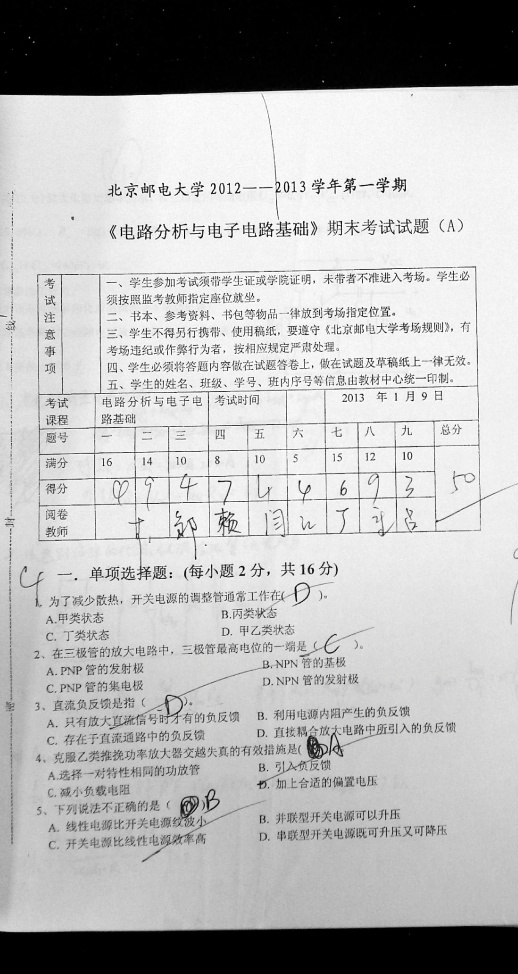 北京邮电大学 2012——2013 学年第一学期
《电路分析与电子电路基础》期末考试试题（A）
考试注意事项
一、学生参加考试须带学生证或学院证明，未带者不准进入考场。学生必
须按照监考教师指定座位就坐。
二、书本、参考资料、书包等物品一律放到考场指定位置。
三、学生不得另行携带、使用稿纸，要遵守《北京邮电大学考场规则》，有
考场违纪或作弊行为者，按相应规定严肃处理。
四、学生必须将答题内容做在试题答卷上，做在试题及草稿纸上一律无效。
五、学生的姓名、班级、学号、班内序号等信息由教材中心统一印制。
考试课程 电路分析与电子电路基础 考试时间 2013 年 1 月 9 日
题号 一 二 三 四 五 六 七 八 九 总分
满分 16 14 10 8 10 5 15 12 10
得分 4 9 4 7 4 4 6 9 3 50
阅卷教师 郭 赖 闫 丁
4 一．单项选择题：(每小题 2 分，共 16 分)
1. 为了减少散热，开关电源的调整管通常工作在( D )。
A.甲类状态 B.丙类状态
C. 丁类状态 D. 甲乙类状态
2、在三极管的放大电路中，三极管最高电位的一端是（ C ）。
A. PNP 管的发射极 B. NPN 管的基极
C. PNP 管的集电极 D. NPN 管的发射极
3．直流负反馈是指（ D ）。
A. 只有放大直流信号时才有的负反馈 B. 利用电源内阻产生的负反馈
C. 存在于直流通路中的负反馈 D. 直接耦合放大电路中所引入的负反馈
4、克服乙类推挽功率放大器交越失真的有效措施是( )A
A.选择一对特性相同的功放管 B. 引入负反馈
C. 减小负载电阻 D. 加上合适的偏置电压
5、下列说法不正确的是（ ）B
A. 线性电源比开关电源纹波小 B. 并联型开关电源可以升压
C. 开关电源比线性电源效率高 D. 串联型开关电源既可升压又可降压